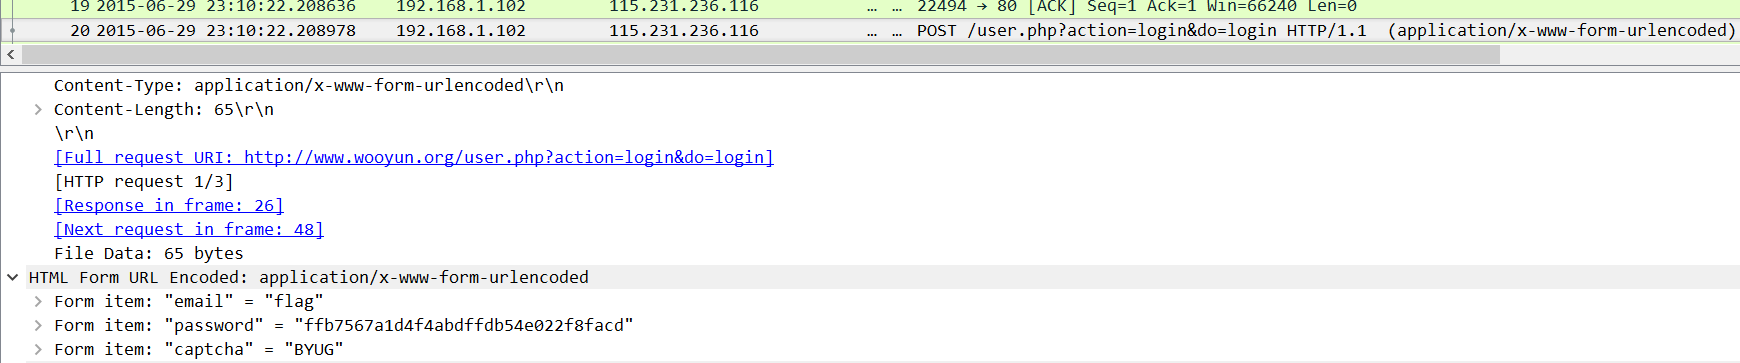 19 2015-06-29 23:10:22.208636 192.168.1.102 115.231.236.116 … … 22494 → 80 [ACK] Seq=1 Ack=1 Win=66240 Len=0
20 2015-06-29 23:10:22.208978 192.168.1.102 115.231.236.116 … … POST /user.php?action=login&do=login HTTP/1.1 (application/x-www-form-urlencoded)
Content-Type: application/x-www-form-urlencoded\r\n
Content-Length: 65\r\n
\r\n
[Full request URI: http://www.wooyun.org/user.php?action=login&do=login]
[HTTP request 1/3]
[Response in frame: 26]
[Next request in frame: 48]
File Data: 65 bytes
HTML Form URL Encoded: application/x-www-form-urlencoded
Form item: "email" = "flag"
Form item: "password" = "ffb7567a1d4f4abdffdb54e022f8facd"
Form item: "captcha" = "BYUG"